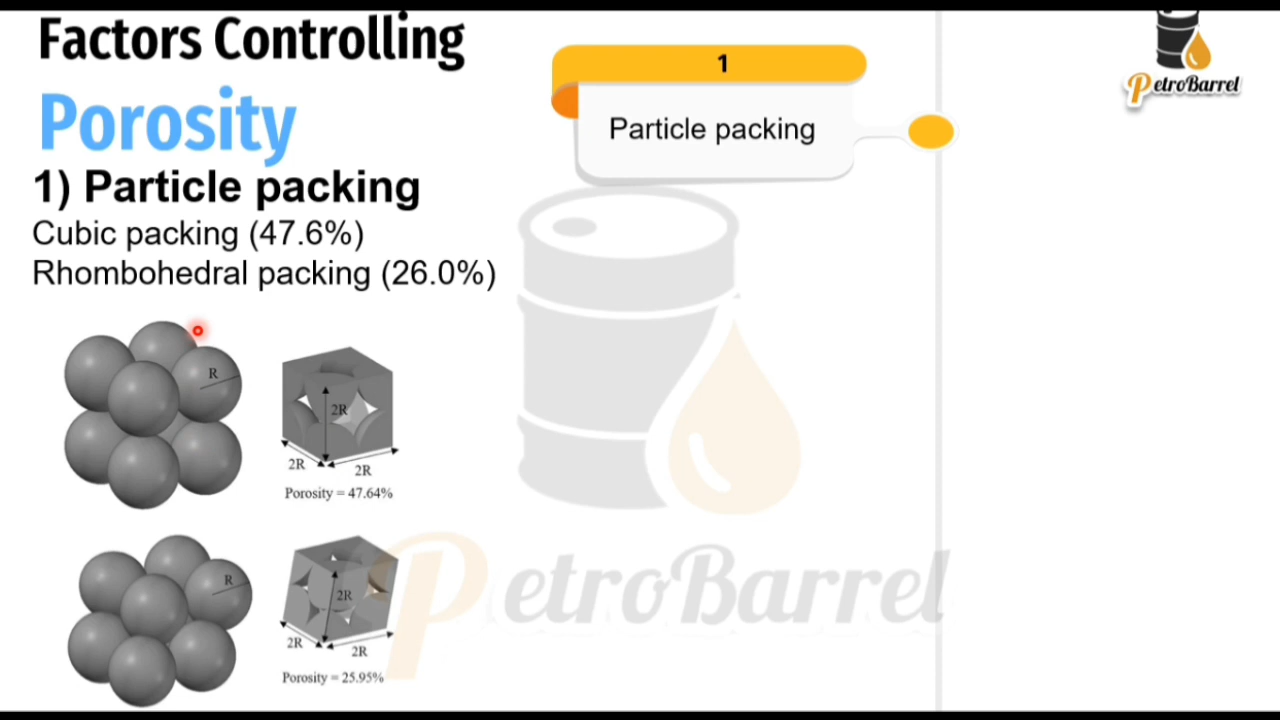 Factors Controlling
Porosity
1) Particle packing
Cubic packing (47.6%)
Rhombohedral packing (26.0%)
1
Particle packing
PetroBarrel
R
2R
2R
2R
Porosity = 47.64%
R
2R
2R
2R
Porosity = 25.95%
PetroBarrel